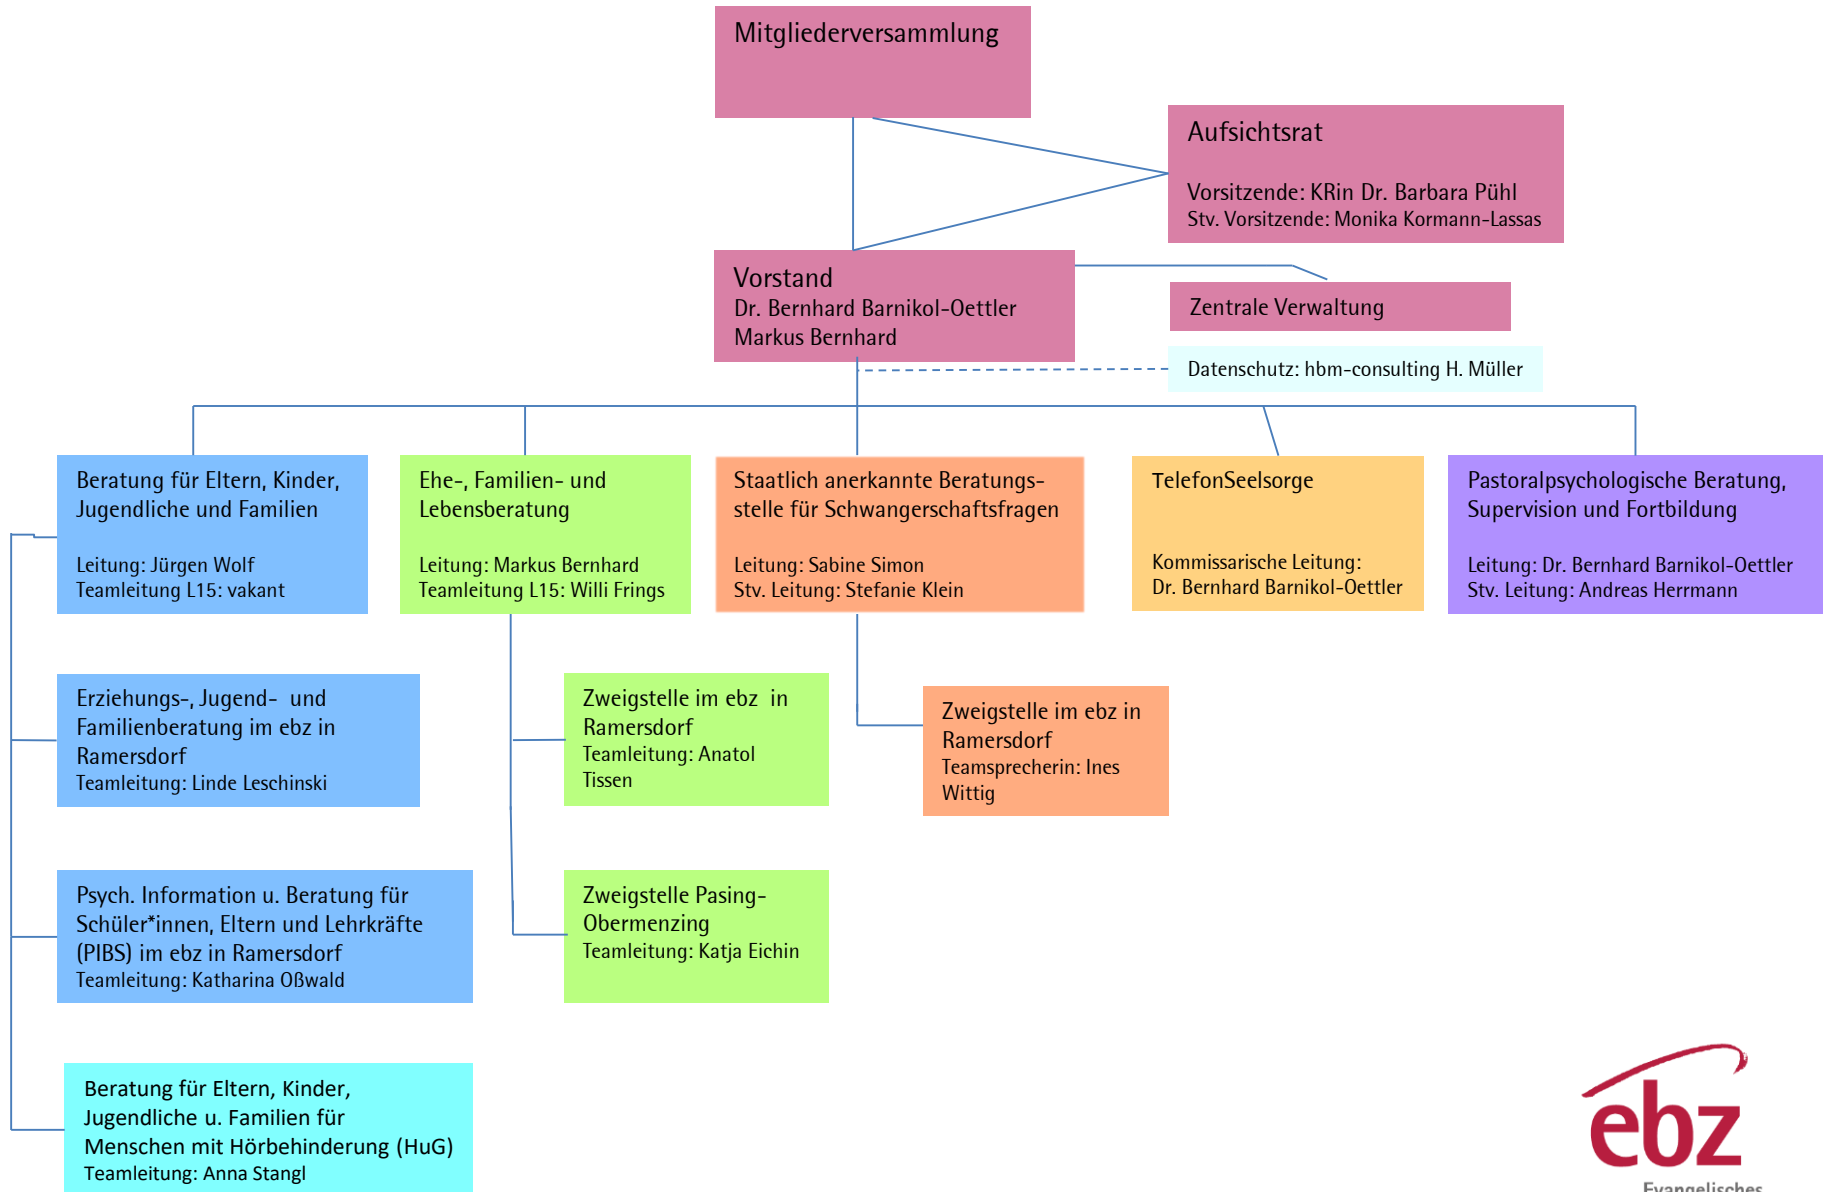 Mitgliederversammlung
Aufsichtsrat
Vorsitzende: KRin Dr. Barbara Pühl
Stv. Vorsitzende: Monika Kormann-Lassas
Vorstand
Dr. Bernhard Barnikol-Oettler
Markus Bernhard
Zentrale Verwaltung
Datenschutz: hbm-consulting H. Müller
Beratung für Eltern, Kinder,
Jugendliche und Familien
Leitung: Jürgen Wolf
Teamleitung L15: vakant
Ehe-, Familien- und
Lebensberatung
Leitung: Markus Bernhard
Teamleitung L15: Willi Frings
Staatlich anerkannte Beratungs-
stelle für Schwangerschaftsfragen
Leitung: Sabine Simon
Stv. Leitung: Stefanie Klein
TelefonSeelsorge
Kommissarische Leitung:
Dr. Bernhard Barnikol-Oettler
Pastoralpsychologische Beratung,
Supervision und Fortbildung
Leitung: Dr. Bernhard Barnikol-Oettler
Stv. Leitung: Andreas Herrmann
Erziehungs-, Jugend- und
Familienberatung im ebz in
Ramersdorf
Teamleitung: Linde Leschinski
Zweigstelle im ebz in
Ramersdorf
Teamleitung: Anatol
Tissen
Zweigstelle im ebz in
Ramersdorf
Teamsprecherin: Ines
Wittig
Psych. Information u. Beratung für
Schüler*innen, Eltern und Lehrkräfte
(PIBS) im ebz in Ramersdorf
Teamleitung: Katharina Oßwald
Zweigstelle Pasing-
Obermenzing
Teamleitung: Katja Eichin
Beratung für Eltern, Kinder,
Jugendliche u. Familien für
Menschen mit Hörbehinderung (HuG)
Teamleitung: Anna Stangl
ebz
Evangelisches